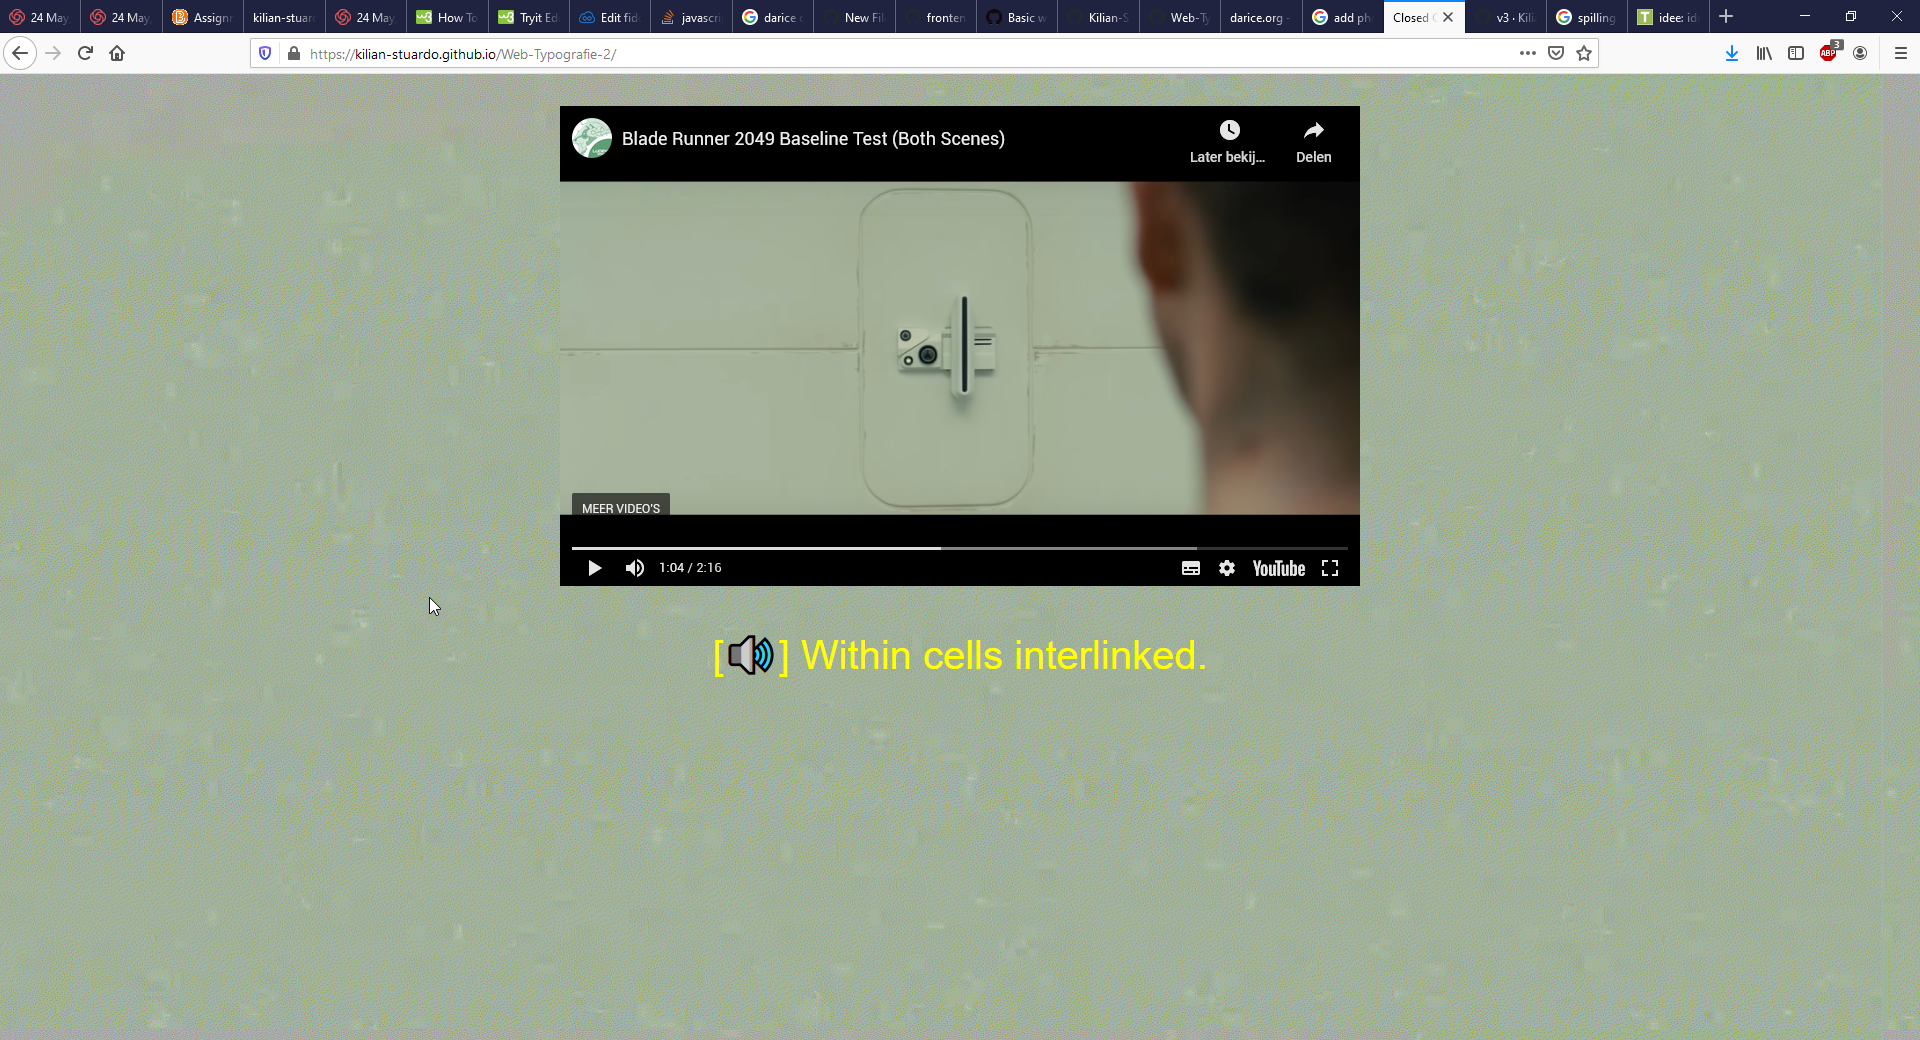 24 May,
24 May,
Assignr
kilian-stuar
24 May,
How To
Tryit Ed
Edit fid
javascri
darice c
New Fil
fronten
Basic w
Kilian-S
Web-Ty
darice.org -
add ph
Closed
v3 · Kili
spilling
idee: id
https://kilian-stuardo.github.io/Web-Typografie-2/
ABP 3
Blade Runner 2049 Baseline Test (Both Scenes)
Later bekij...
Delen
MEER VIDEO'S
1:04 / 2:16
YouTube
[🔊] Within cells interlinked.